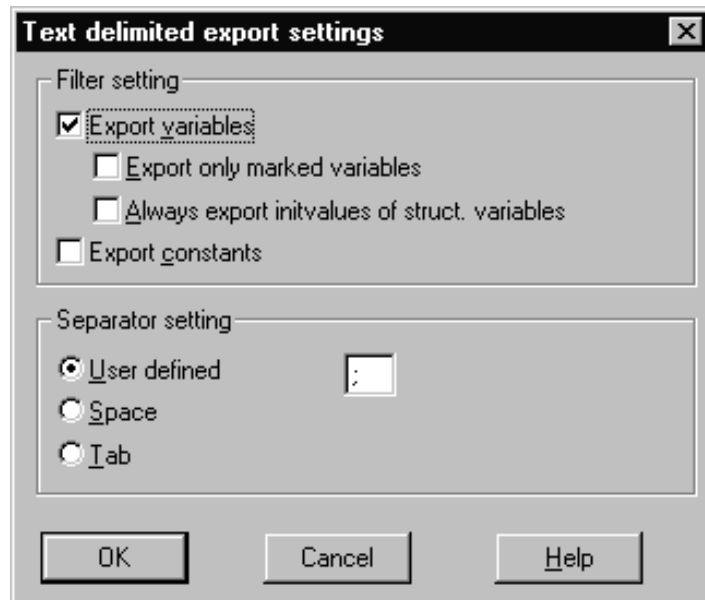 Text delimited export settings
Filter setting
Export variables
Export only marked variables
Always export initvalues of struct. variables
Export constants
Separator setting
User defined ;
Space
Tab
OK Cancel Help